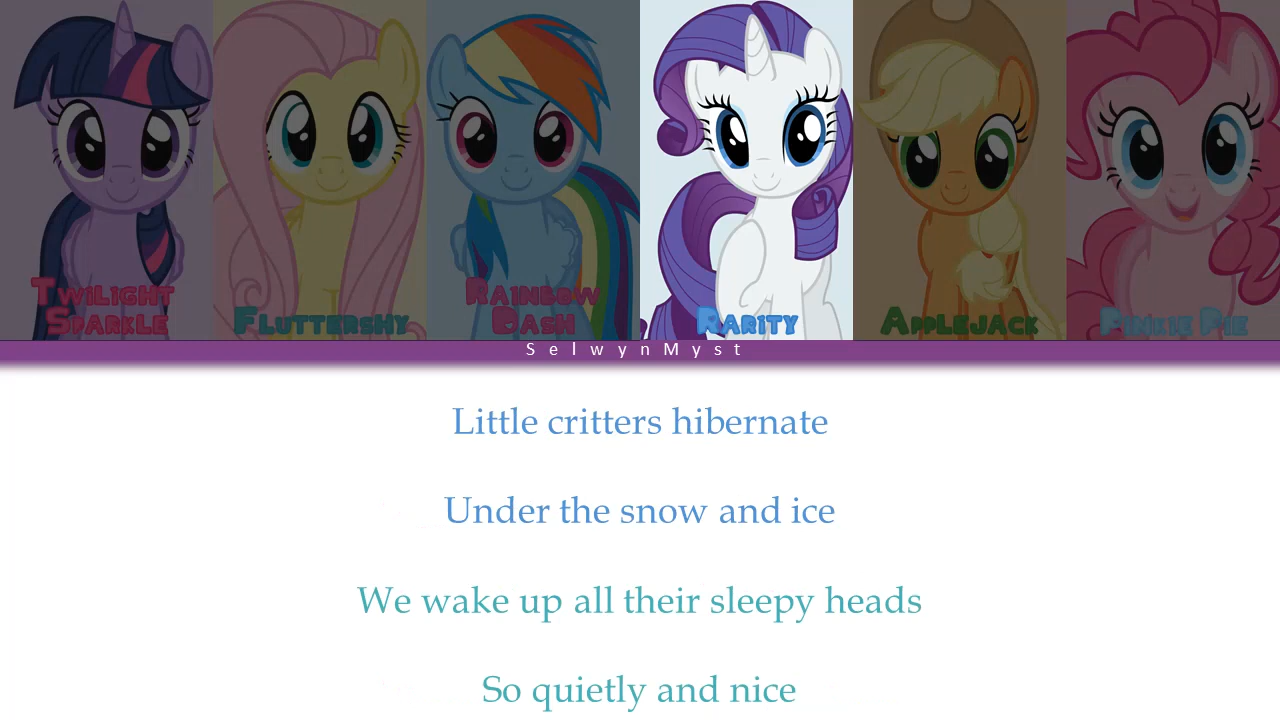 Twilight Sparkle
Fluttershy
Rainbow Dash
Rarity
Applejack
Pinkie Pie
SelwynMyst
Little critters hibernate
Under the snow and ice
We wake up all their sleepy heads
So quietly and nice